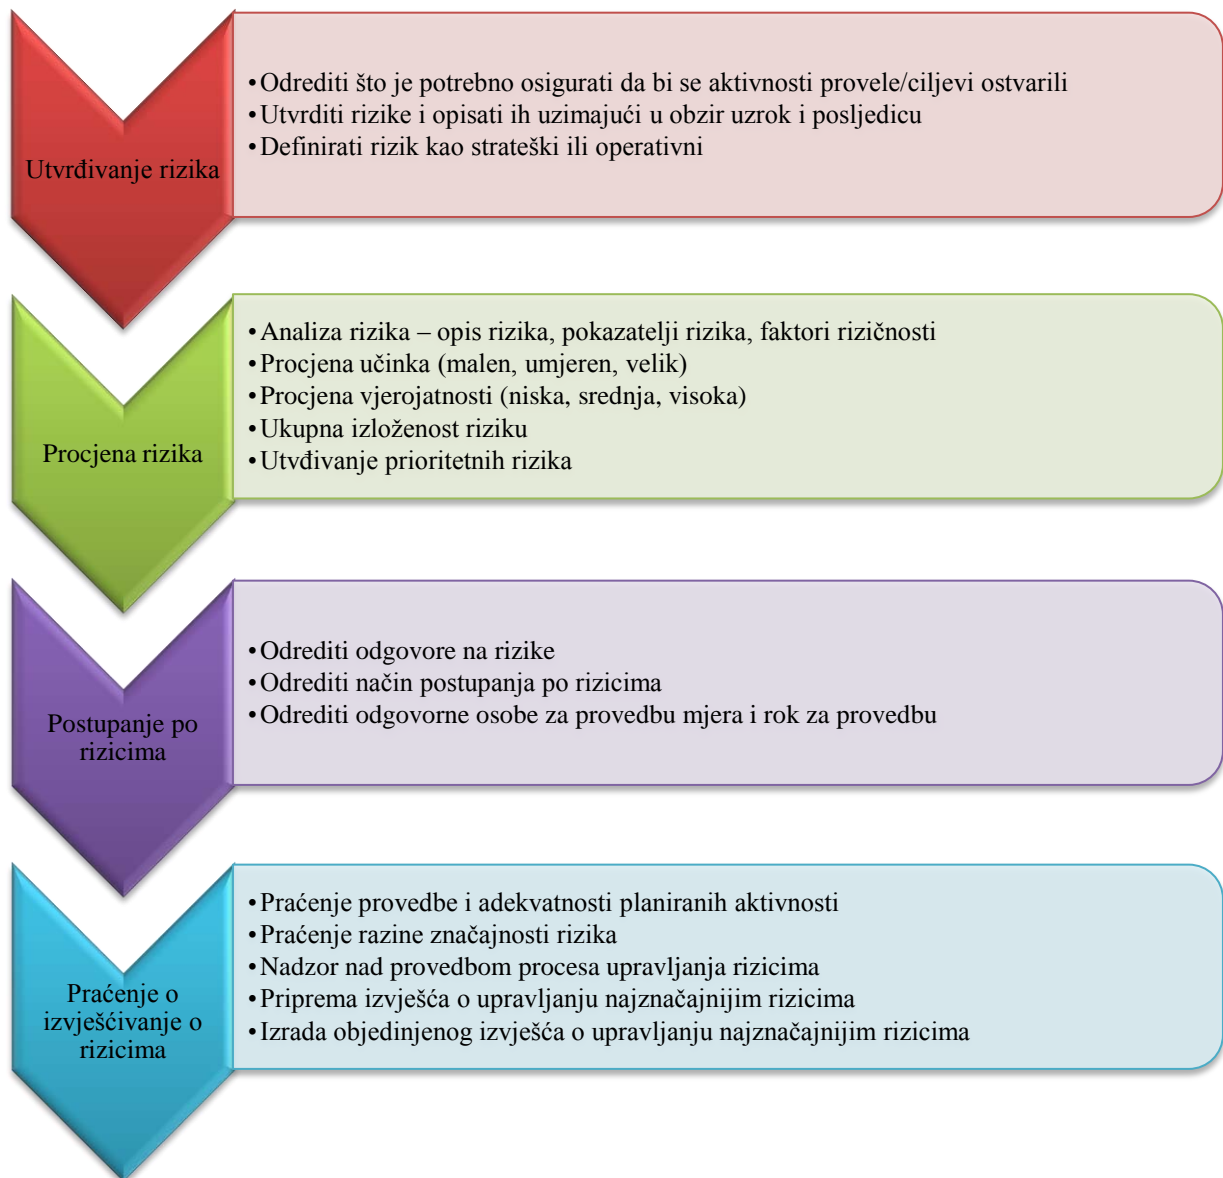 Utvrđivanje rizika
•Odrediti što je potrebno osigurati da bi se aktivnosti provele/ciljevi ostvarili
•Utvrditi rizike i opisati ih uzimajući u obzir uzrok i posljedicu
•Definirati rizik kao strateški ili operativni
Procjena rizika
•Analiza rizika – opis rizika, pokazatelji rizika, faktori rizičnosti
•Procjena učinka (malen, umjeren, velik)
•Procjena vjerojatnosti (niska, srednja, visoka)
•Ukupna izloženost riziku
•Utvđivanje prioritetnih rizika
Postupanje po
rizicima
•Odrediti odgovore na rizike
•Odrediti način postupanja po rizicima
•Odrediti odgovorne osobe za provedbu mjera i rok za provedbu
Praćenje o
izvješćivanje o
rizicima
•Praćenje provedbe i adekvatnosti planiranih aktivnosti
•Praćenje razine značajnosti rizika
•Nadzor nad provedbom procesa upravljanja rizicima
•Priprema izvješća o upravljanju najznačajnijim rizicima
•Izrada objedinjenog izvješća o upravljanju najznačajnijim rizicima